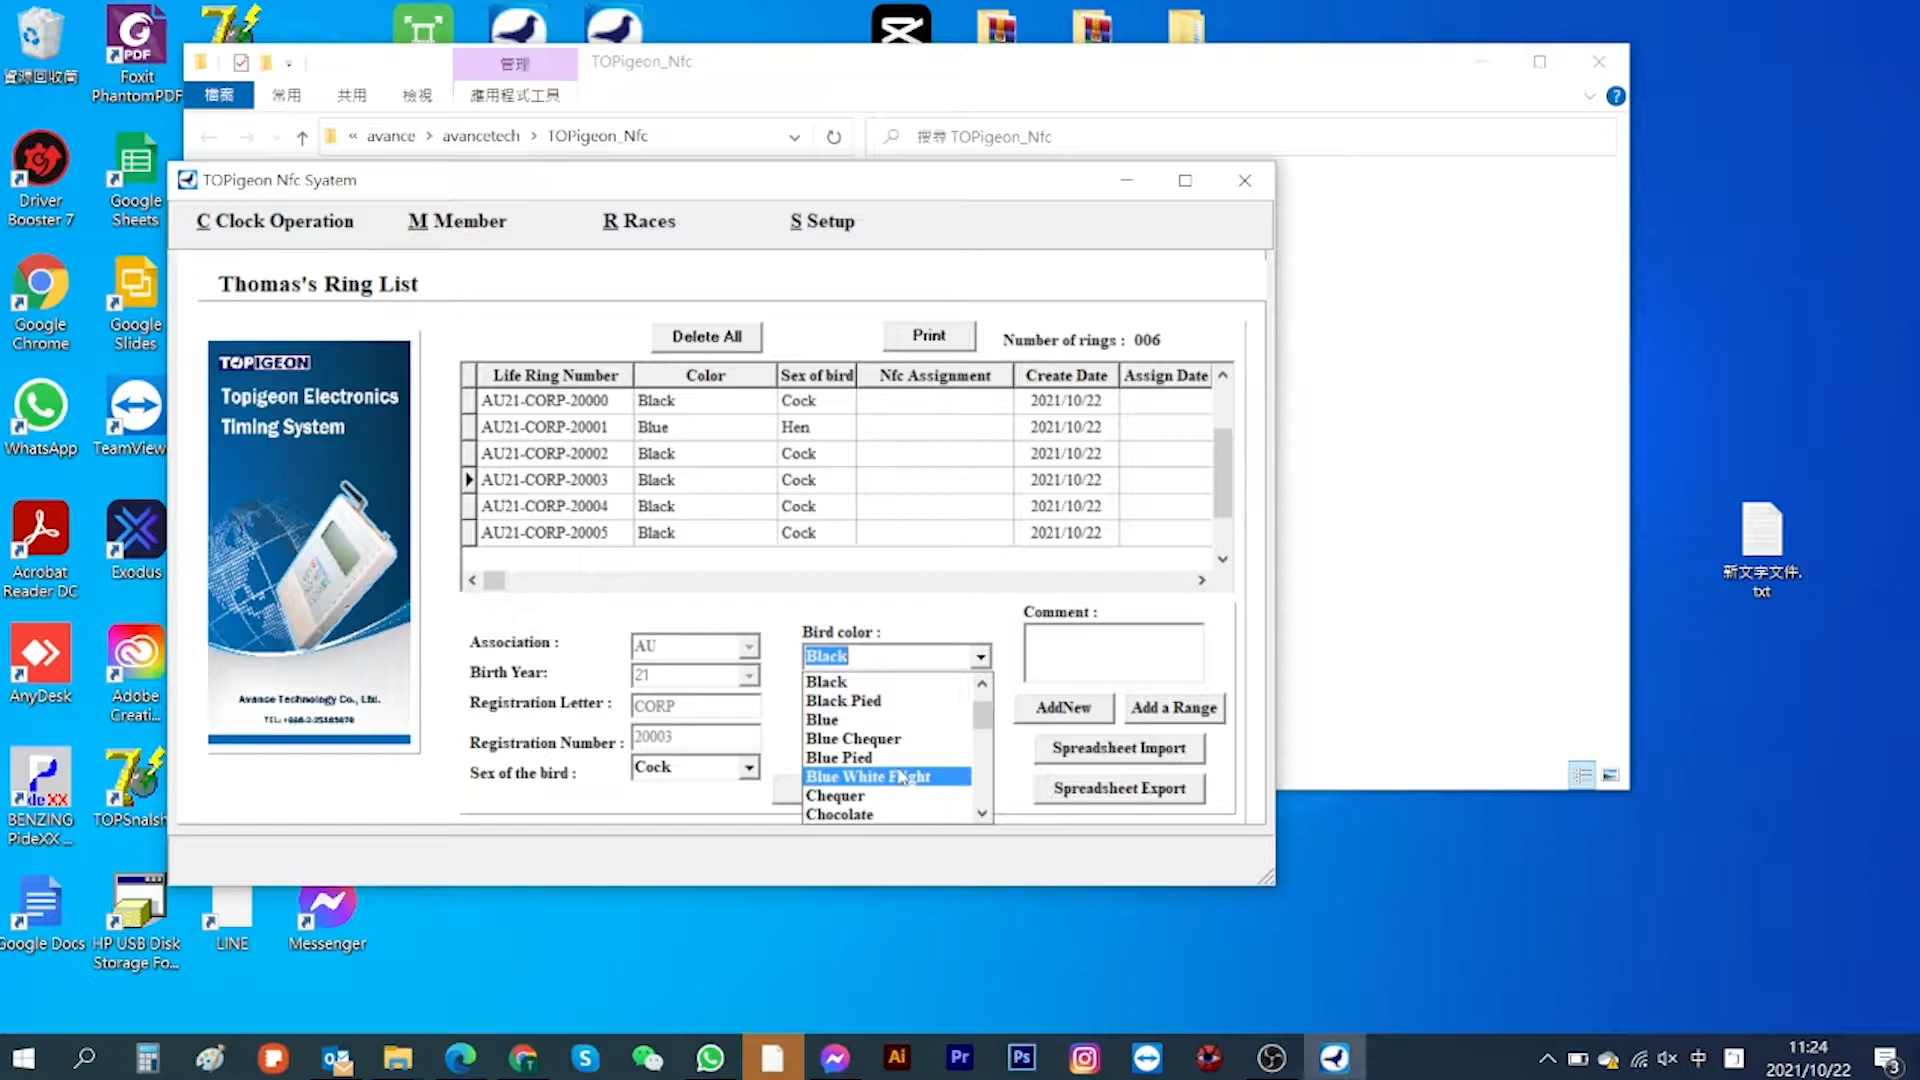 資源回收筒
Foxit
PhantomPDF
管理
TOPigeon_Nfc
檔案
常用
共用
檢視
應用程式工具
« avance › avancetech › TOPigeon_Nfc
搜尋 TOPigeon_Nfc
Driver
Booster 7
Google
Sheets
Google
Chrome
Google
Slides
WhatsApp
TeamView...
Acrobat
Reader DC
Exodus
AnyDesk
Adobe
Creati...
BENZING
PideXX ...
TOPSnalsh
Google Docs
HP USB Disk
Storage Fo...
LINE
Messenger
新文字文件.
txt
TOPigeon Nfc System
C Clock Operation
M Member
R Races
S Setup
Thomas's Ring List
TOPIGEON
Topigeon Electronics
Timing System
Avance Technology Co., Ltd.
Delete All
Print
Number of rings : 006
Life Ring Number Color Sex of bird Nfc Assignment Create Date Assign Date
AU21-CORP-20000 Black Cock 2021/10/22
AU21-CORP-20001 Blue Hen 2021/10/22
AU21-CORP-20002 Black Cock 2021/10/22
AU21-CORP-20003 Black Cock 2021/10/22
AU21-CORP-20004 Black Cock 2021/10/22
AU21-CORP-20005 Black Cock 2021/10/22
Association : AU
Birth Year: 21
Registration Letter : CORP
Registration Number : 20003
Sex of the bird : Cock
Bird color :
Black
Black
Black Pied
Blue
Blue Chequer
Blue Pied
Blue White Flight
Chequer
Chocolate
Comment :
AddNew
Add a Range
Spreadsheet Import
Spreadsheet Export
Ai
Pr
Ps
中
11:24
2021/10/22
3